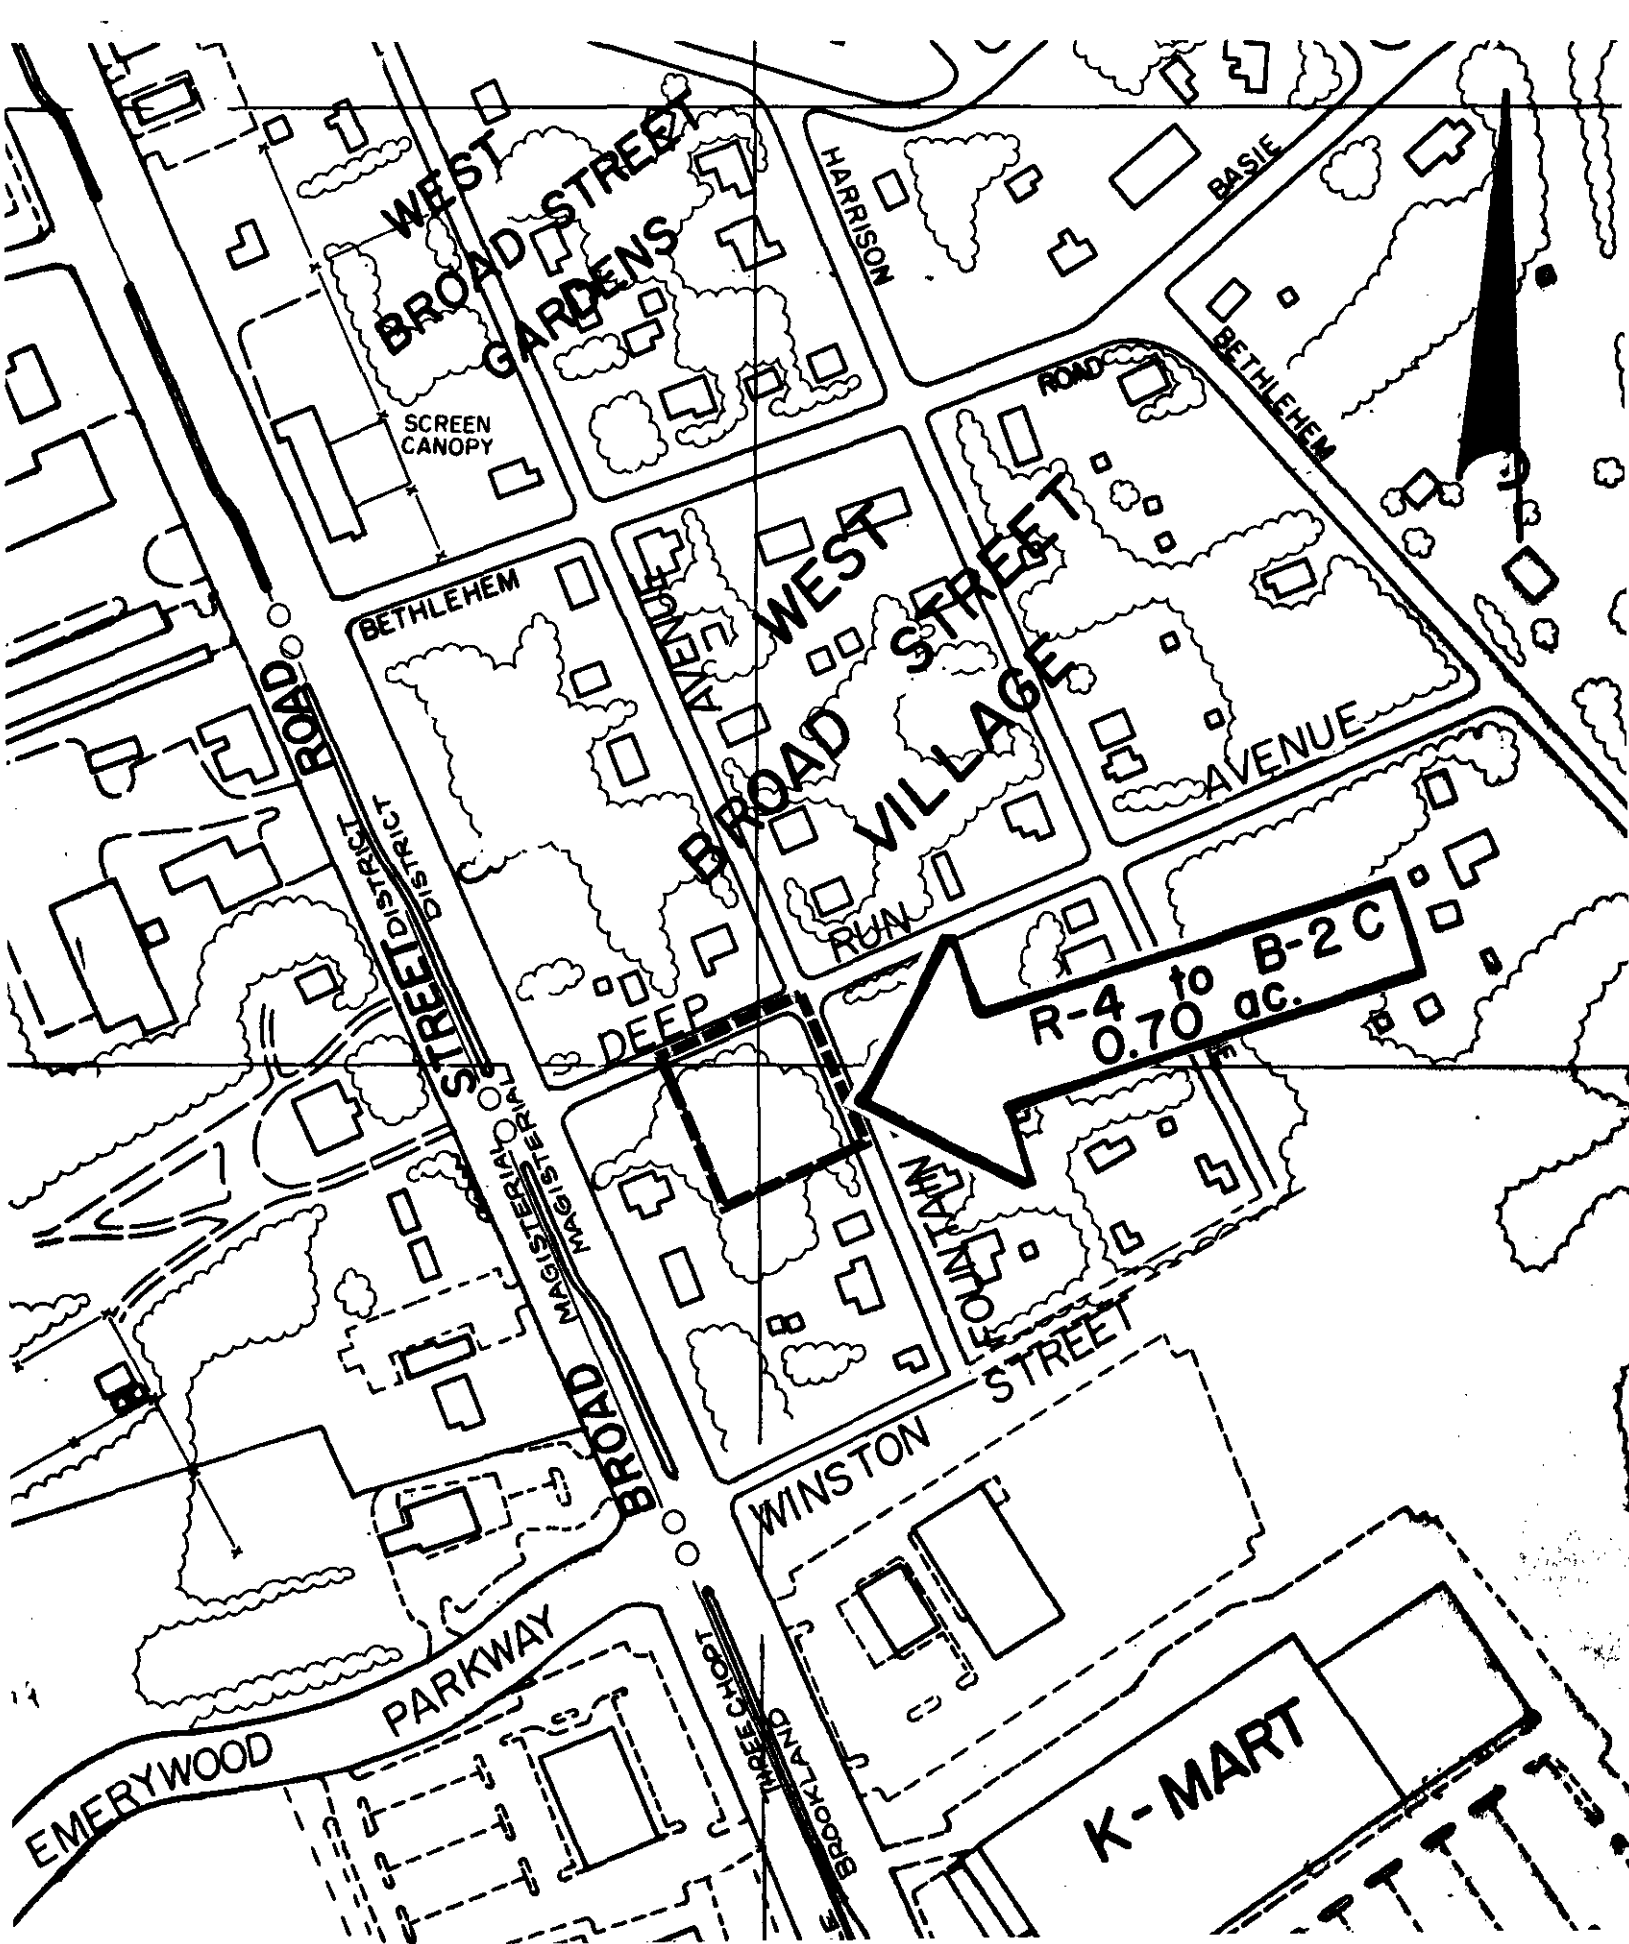 WEST
BROAD STREET
GARDENS
HARRISON
BASIE
ROAD
BETHLEHEM
SCREEN
CANOPY
BETHLEHEM
AVENUE
WEST
BROAD STREET
VILLAGE
ROAD
DISTRICT
DISTRICT
AVENUE
RUN
DEEP
R-4 to B-2C
0.70 ac.
STREET
MAGISTERIAL
MAGISTERIAL
FOUNTAIN
BROAD
STREET
WINSTON
PARKWAY
EMERYWOOD
THREE CHOPT
BROOKLAND
K-MART